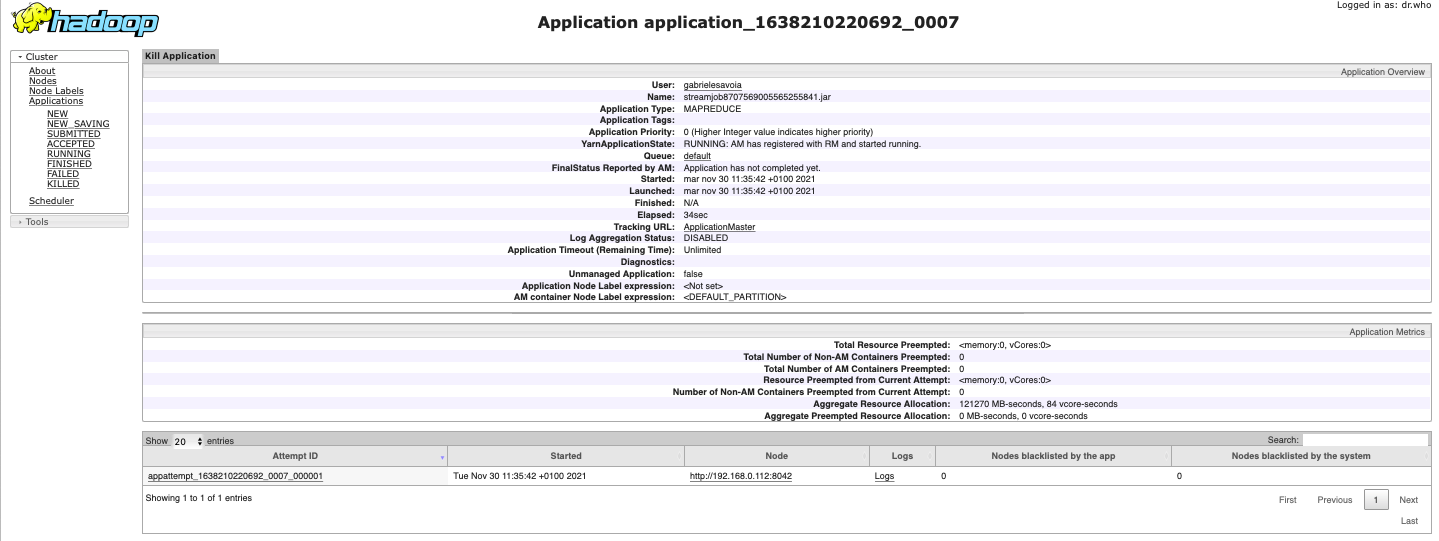 hadoop
Application application_1638210220692_0007
Logged in as: dr.who
Cluster
About
Nodes
Node Labels
Applications
NEW
NEW_SAVING
SUBMITTED
ACCEPTED
RUNNING
FINISHED
FAILED
KILLED
Scheduler
Tools
Kill Application
Application Overview
User: gabrielesavoia
Name: streamjob8707569005565255841.jar
Application Type: MAPREDUCE
Application Tags:
Application Priority: 0 (Higher Integer value indicates higher priority)
YarnApplicationState: RUNNING: AM has registered with RM and started running.
Queue: default
FinalStatus Reported by AM: Application has not completed yet.
Started: mar nov 30 11:35:42 +0100 2021
Launched: mar nov 30 11:35:42 +0100 2021
Finished: N/A
Elapsed: 34sec
Tracking URL: ApplicationMaster
Log Aggregation Status: DISABLED
Application Timeout (Remaining Time): Unlimited
Diagnostics:
Unmanaged Application: false
Application Node Label expression: <Not set>
AM container Node Label expression: <DEFAULT_PARTITION>
Application Metrics
Total Resource Preempted: <memory:0, vCores:0>
Total Number of Non-AM Containers Preempted: 0
Total Number of AM Containers Preempted: 0
Resource Preempted from Current Attempt: <memory:0, vCores:0>
Number of Non-AM Containers Preempted from Current Attempt: 0
Aggregate Resource Allocation: 121270 MB-seconds, 84 vcore-seconds
Aggregate Preempted Resource Allocation: 0 MB-seconds, 0 vcore-seconds
Show 20 entries Search:
Attempt ID Started Node Logs Nodes blacklisted by the app Nodes blacklisted by the system
appattempt_1638210220692_0007_000001 Tue Nov 30 11:35:42 +0100 2021 http://192.168.0.112:8042 Logs 0 0
Showing 1 to 1 of 1 entries First Previous 1 Next
Last